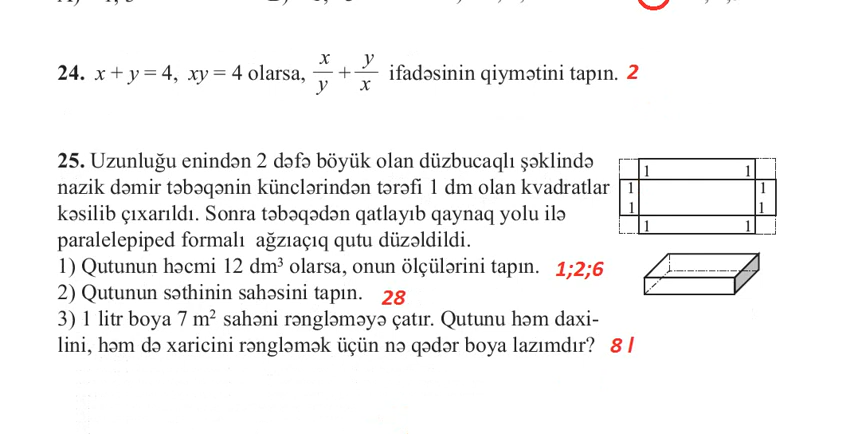 24. x + y = 4, xy = 4 olarsa, x/y + y/x ifadəsinin qiymətini tapın. 2
25. Uzunluğu enindən 2 dəfə böyük olan düzbucaqlı şəklində
nazik dəmir təbəqənin künclərindən tərəfi 1 dm olan kvadratlar
kəsilib çıxarıldı. Sonra təbəqədən qatlayıb qaynaq yolu ilə
paralelepiped formalı ağzıaçıq qutu düzəldildi.
1) Qutunun həcmi 12 dm³ olarsa, onun ölçülərini tapın. 1;2;6
2) Qutunun səthinin sahəsini tapın. 28
3) 1 litr boya 7 m² sahəni rəngləməyə çatır. Qutunu həm daxi-
lini, həm də xaricini rəngləmək üçün nə qədər boya lazımdır? 8 l
1 1
1 1
1 1
1 1